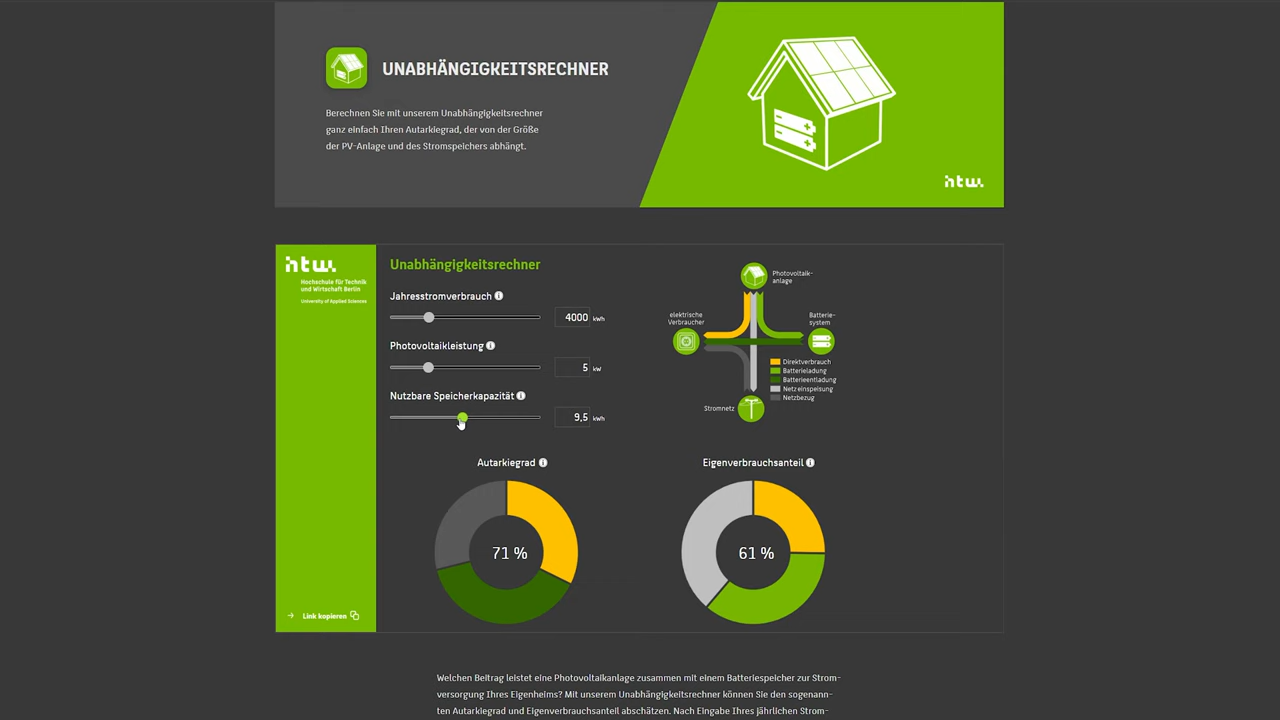 UNABHÄNGIGKEITSRECHNER
Berechnen Sie mit unserem Unabhängigkeitsrechner
ganz einfach Ihren Autarkiegrad, der von der Größe
der PV-Anlage und des Stromspeichers abhängt.
htw.
htw.
Hochschule für Technik
und Wirtschaft Berlin
University of Applied Sciences
Link kopieren
Unabhängigkeitsrechner
Jahresstromverbrauch
4000 kWh
Photovoltaikleistung
5 kW
Nutzbare Speicherkapazität
9,5 kWh
Photovoltaik-
anlage
elektrische
Verbraucher
Batterie-
system
Direktverbrauch
Batterieladung
Batterieentladung
Netzeinspeisung
Netzbezug
Stromnetz
Autarkiegrad
71 %
Eigenverbrauchsanteil
61 %
Welchen Beitrag leistet eine Photovoltaikanlage zusammen mit einem Batteriespeicher zur Strom-
versorgung Ihres Eigenheims? Mit unserem Unabhängigkeitsrechner können Sie den sogenann-
ten Autarkiegrad und Eigenverbrauchsanteil abschätzen. Nach Eingabe Ihres jährlichen Strom-